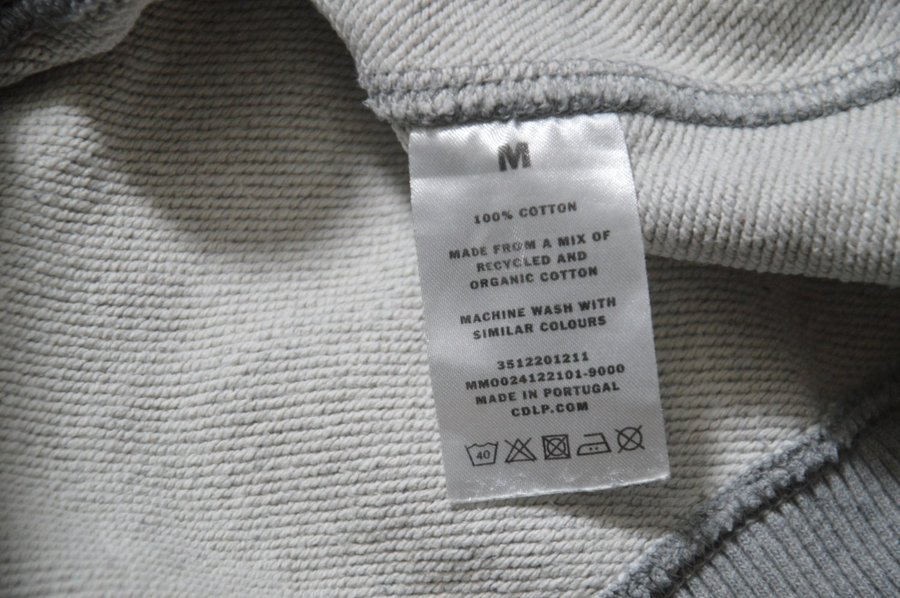 M
100% COTTON
MADE FROM A MIX OF
RECYCLED AND
ORGANIC COTTON
MACHINE WASH WITH
SIMILAR COLOURS
3512201211
MM0024122101-9000
MADE IN PORTUGAL
CDLP.COM
40